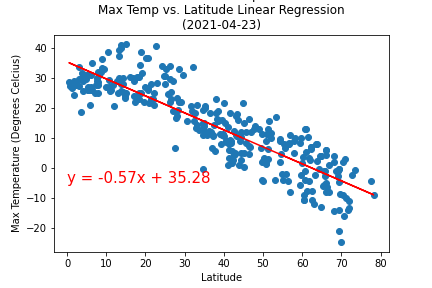 Max Temp vs. Latitude Linear Regression
(2021-04-23)
Max Temperature (Degrees Celcius)
40
30
20
10
0
−10
−20
y = -0.57x + 35.28
0 10 20 30 40 50 60 70 80
Latitude